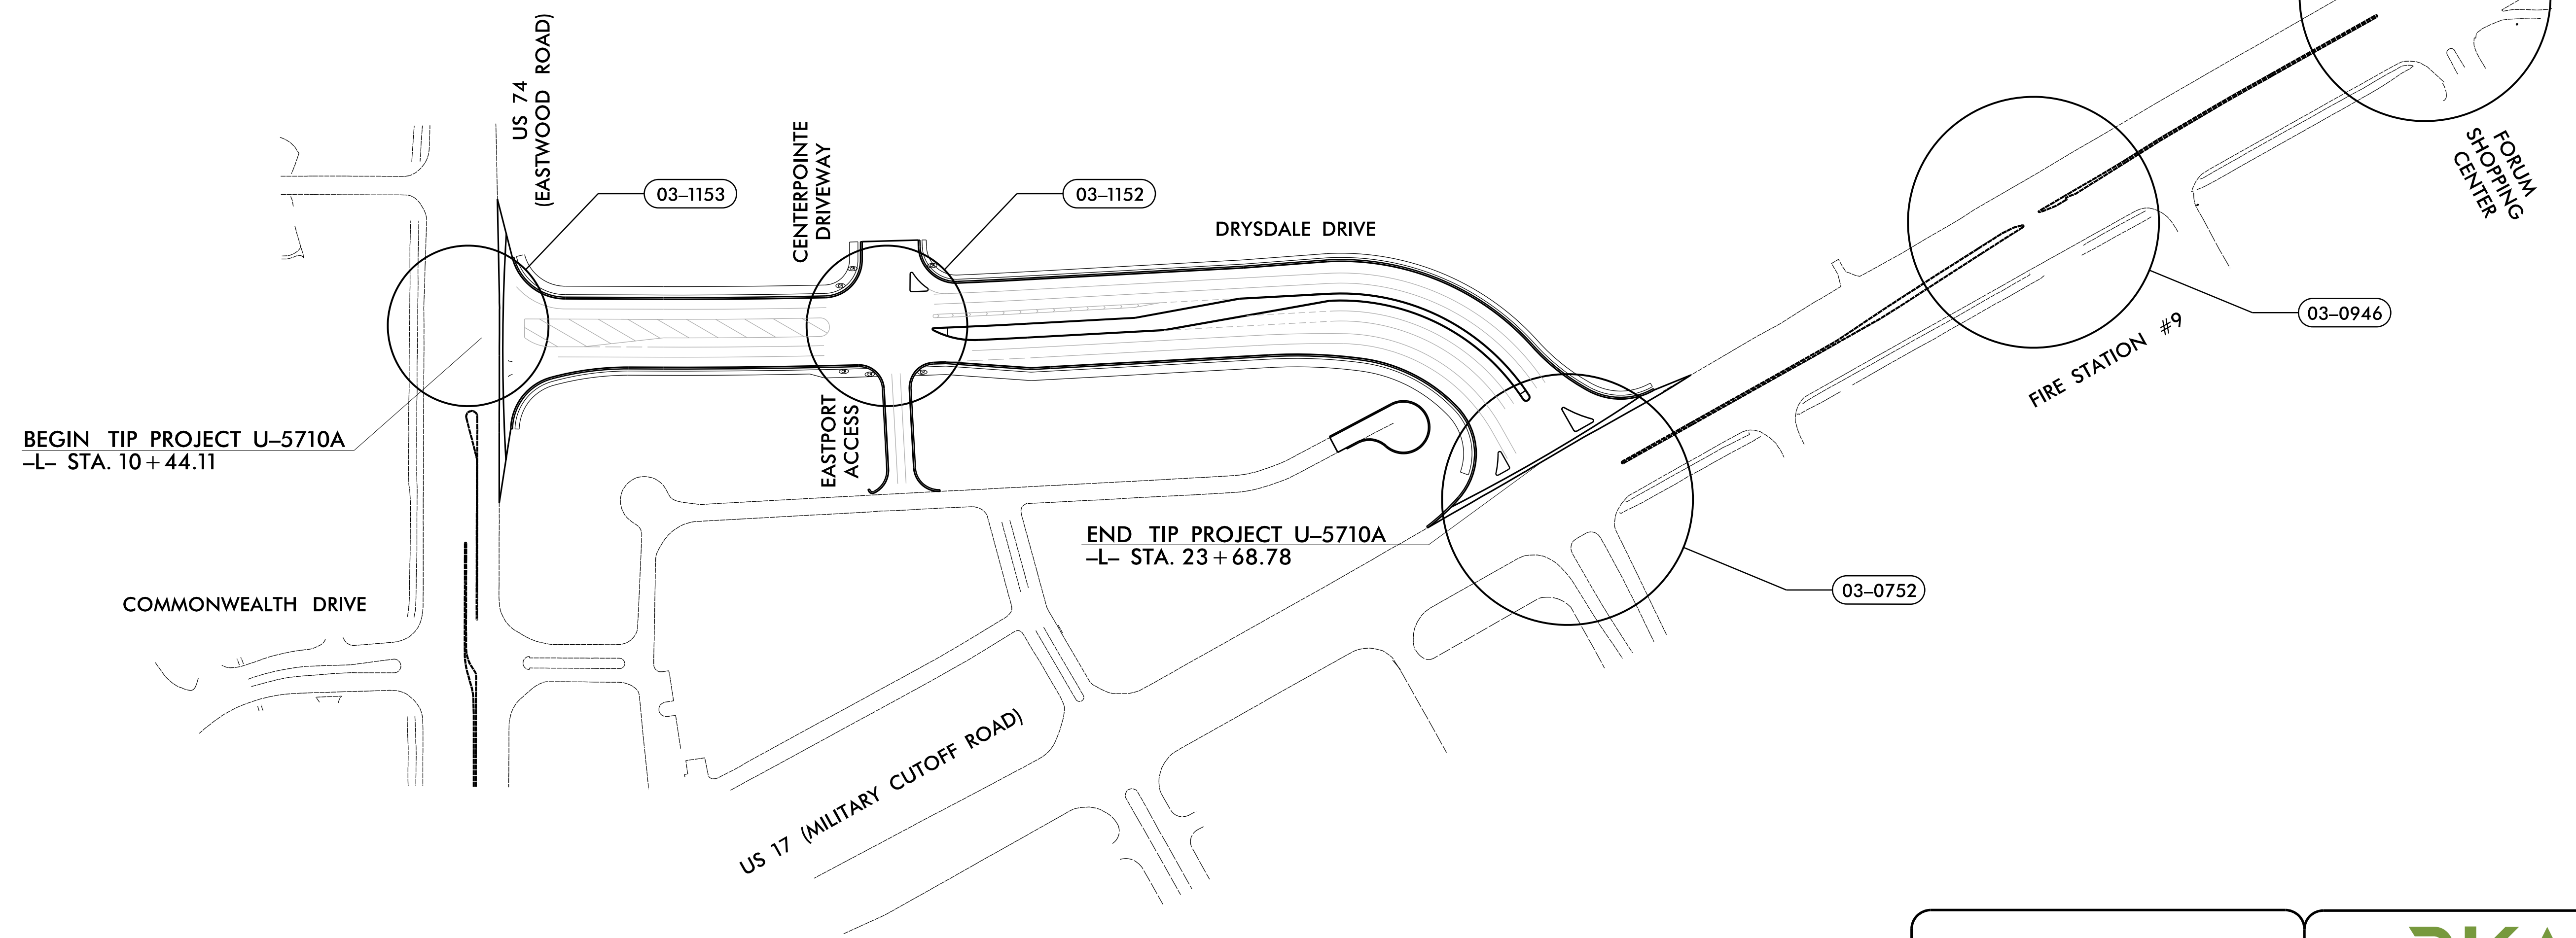 US 74
(EASTWOOD ROAD)
CENTERPOINTE
DRIVEWAY
03-1153
03-1152
DRYSDALE DRIVE
FORUM
SHOPPING
CENTER
03-0946
FIRE STATION #9
BEGIN TIP PROJECT U-5710A
-L- STA. 10+44.11
EASTPORT
ACCESS
END TIP PROJECT U-5710A
-L- STA. 23+68.78
03-0752
COMMONWEALTH DRIVE
US 17 (MILITARY CUTOFF ROAD)